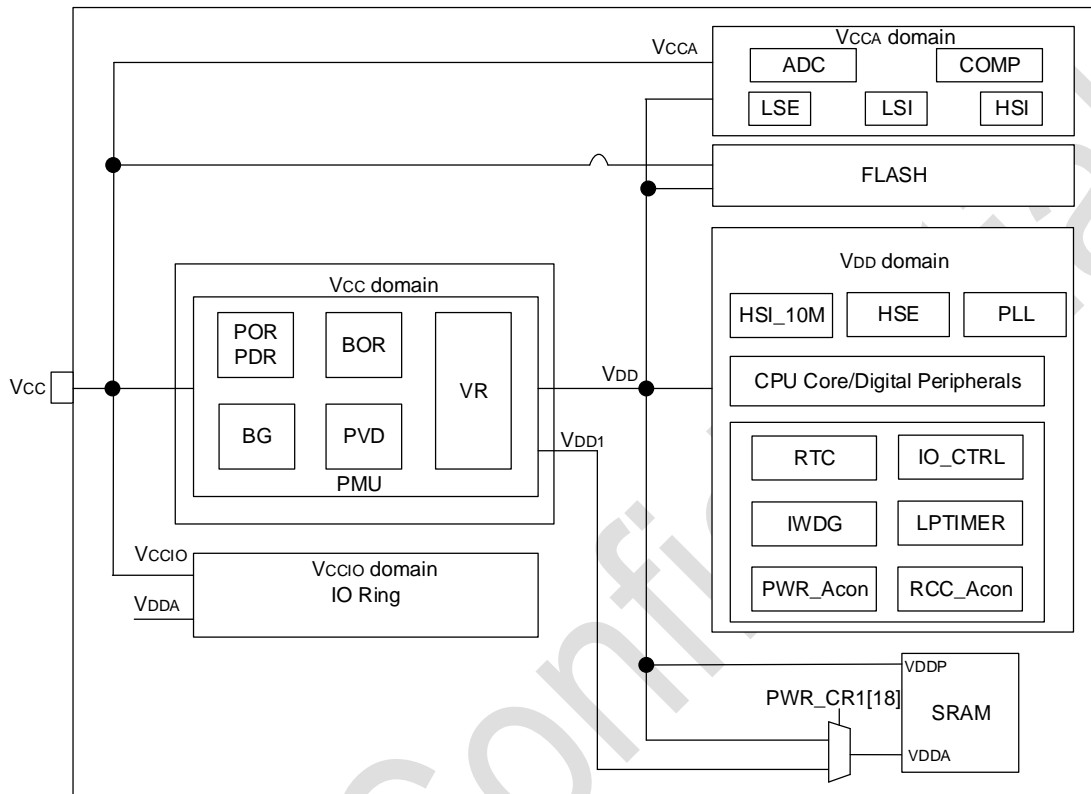 VCCA
VCCA domain
ADC
COMP
LSE
LSI
HSI
FLASH
VCC domain
POR
PDR
BOR
VR
BG
PVD
PMU
VCC
VDD
VDD1
VDD domain
HSI_10M
HSE
PLL
CPU Core/Digital Peripherals
RTC
IO_CTRL
IWDG
LPTIMER
PWR_Acon
RCC_Acon
VCCIO
VCCIO domain
IO Ring
VDDA
PWR_CR1[18]
VDDP
SRAM
VDDA